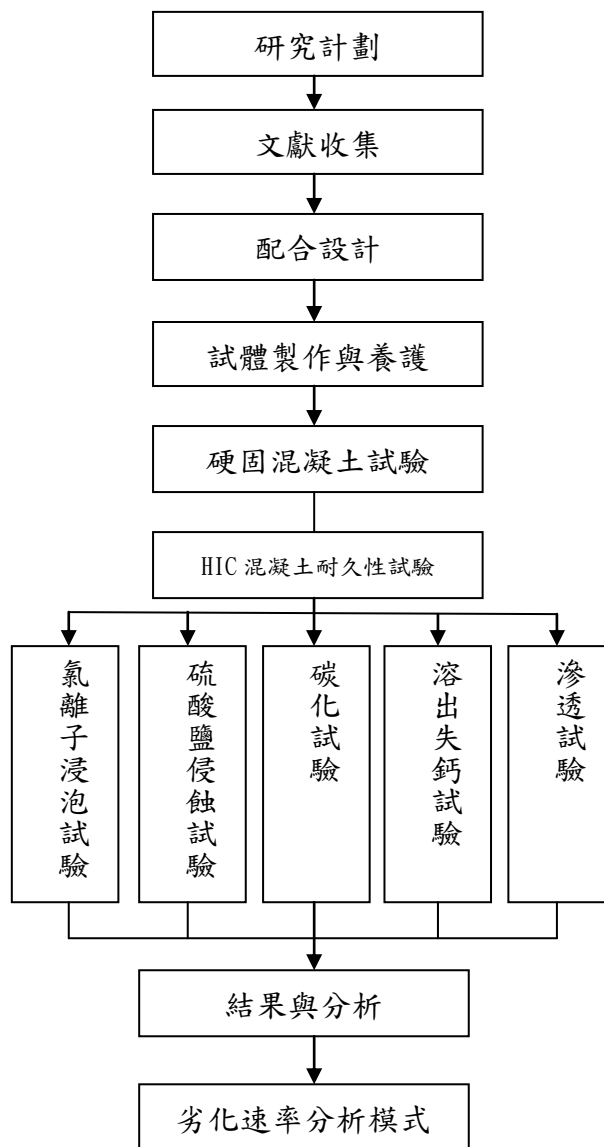 研究計劃
文獻收集
配合設計
試體製作與養護
硬固混凝土試驗
HIC 混凝土耐久性試驗
氯離子浸泡試驗
硫酸鹽侵蝕試驗
碳化試驗
溶出失鈣試驗
滲透試驗
結果與分析
劣化速率分析模式